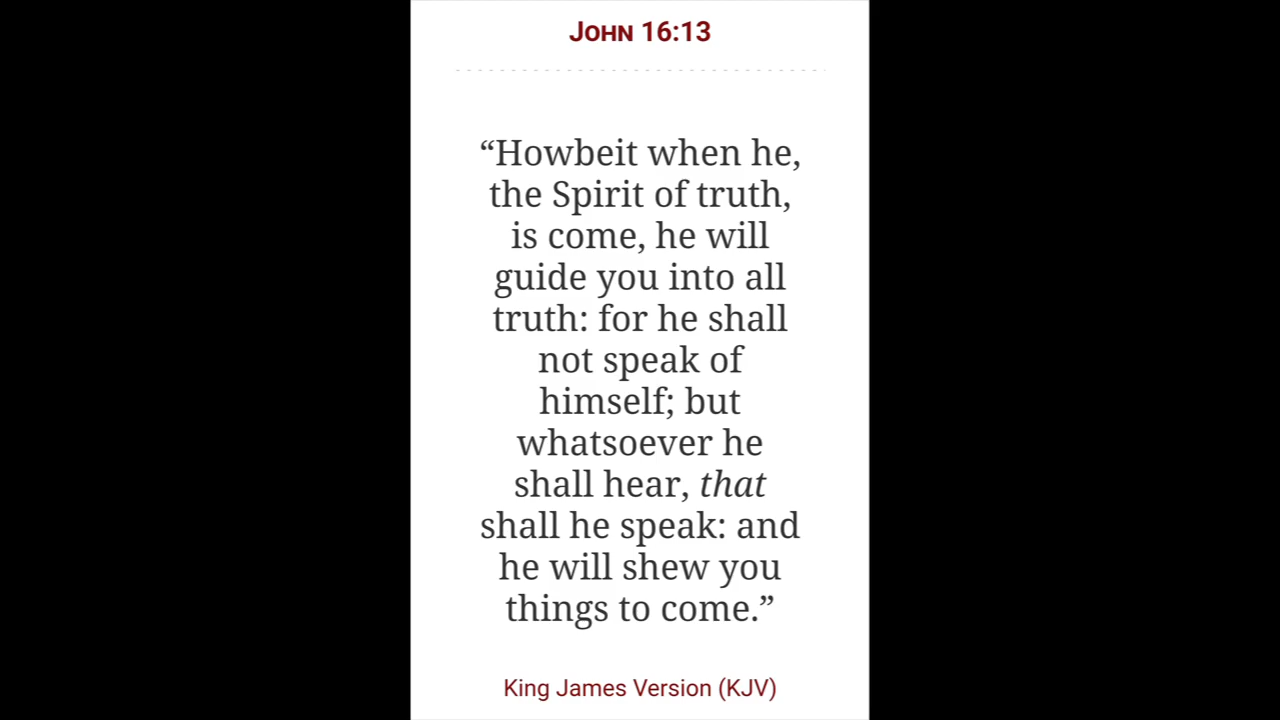 John 16:13
“Howbeit when he,
the Spirit of truth,
is come, he will
guide you into all
truth: for he shall
not speak of
himself; but
whatsoever he
shall hear, that
shall he speak: and
he will shew you
things to come.”
King James Version (KJV)